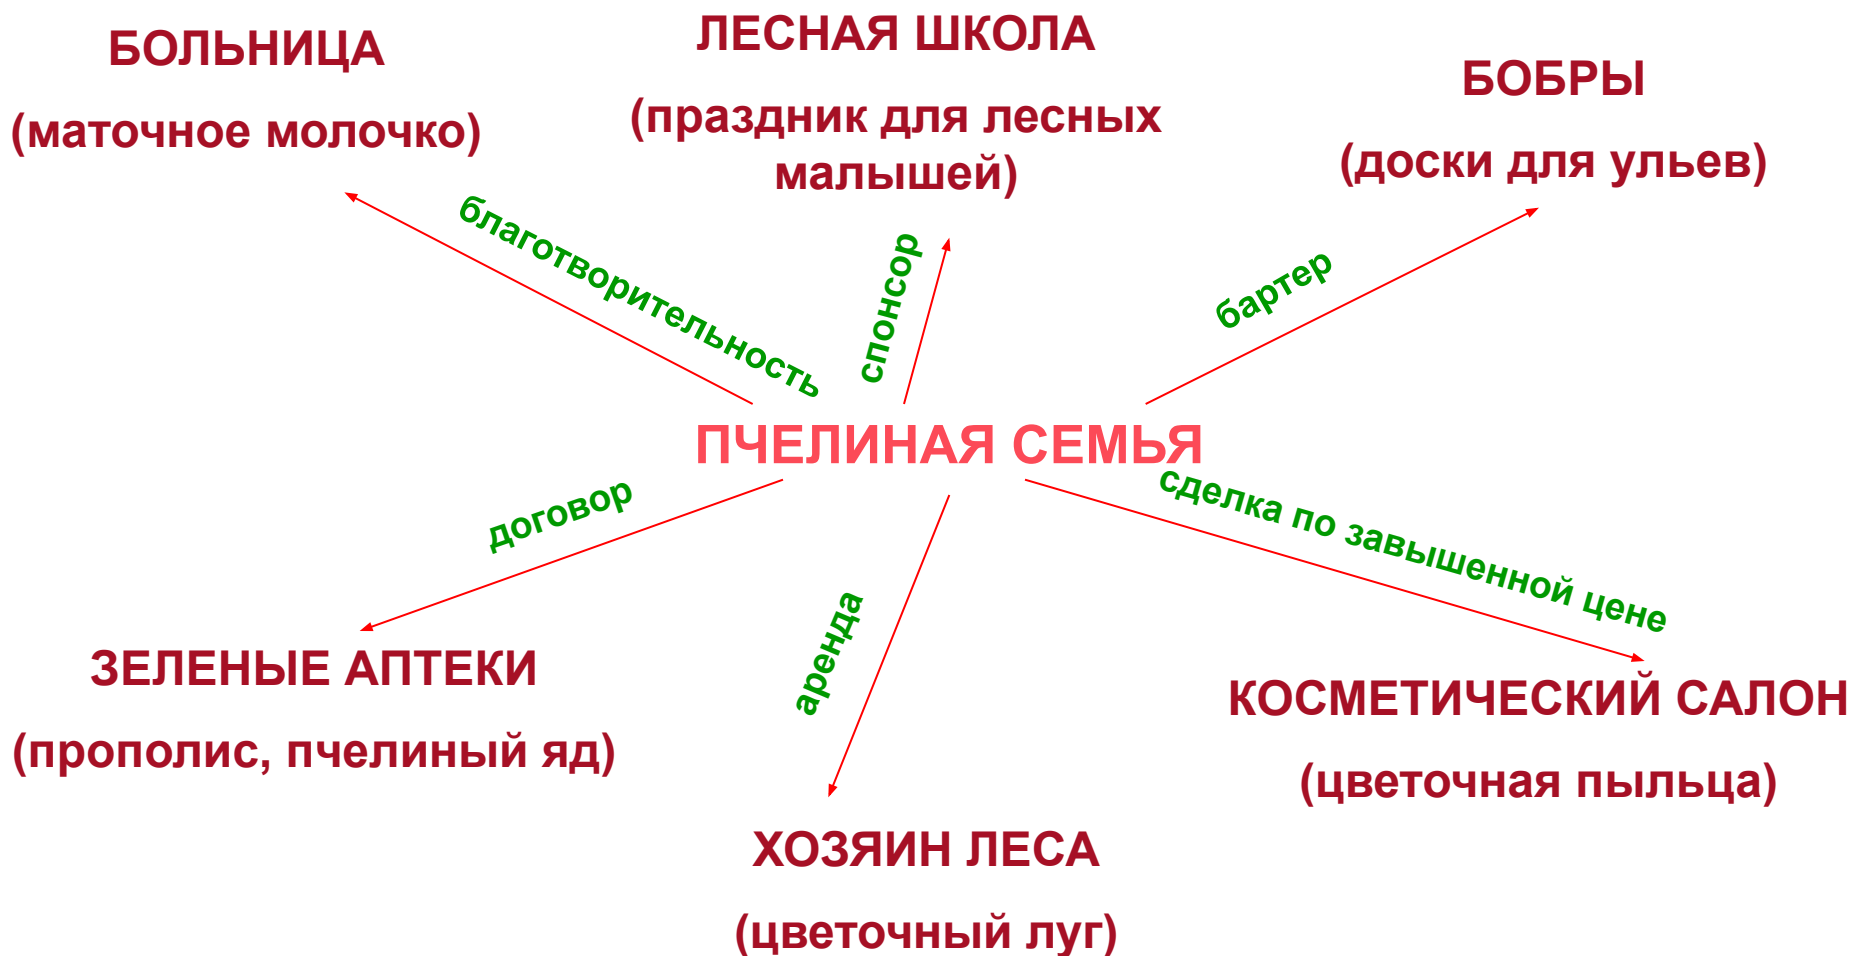 БОЛЬНИЦА
(маточное молочко)
ЛЕСНАЯ ШКОЛА
(праздник для лесных
малышей)
БОБРЫ
(доски для ульев)
благотворительность
спонсор
бартер
ПЧЕЛИНАЯ СЕМЬЯ
договор
аренда
сделка по завышенной цене
ЗЕЛЕНЫЕ АПТЕКИ
(прополис, пчелиный яд)
КОСМЕТИЧЕСКИЙ САЛОН
(цветочная пыльца)
ХОЗЯИН ЛЕСА
(цветочный луг)